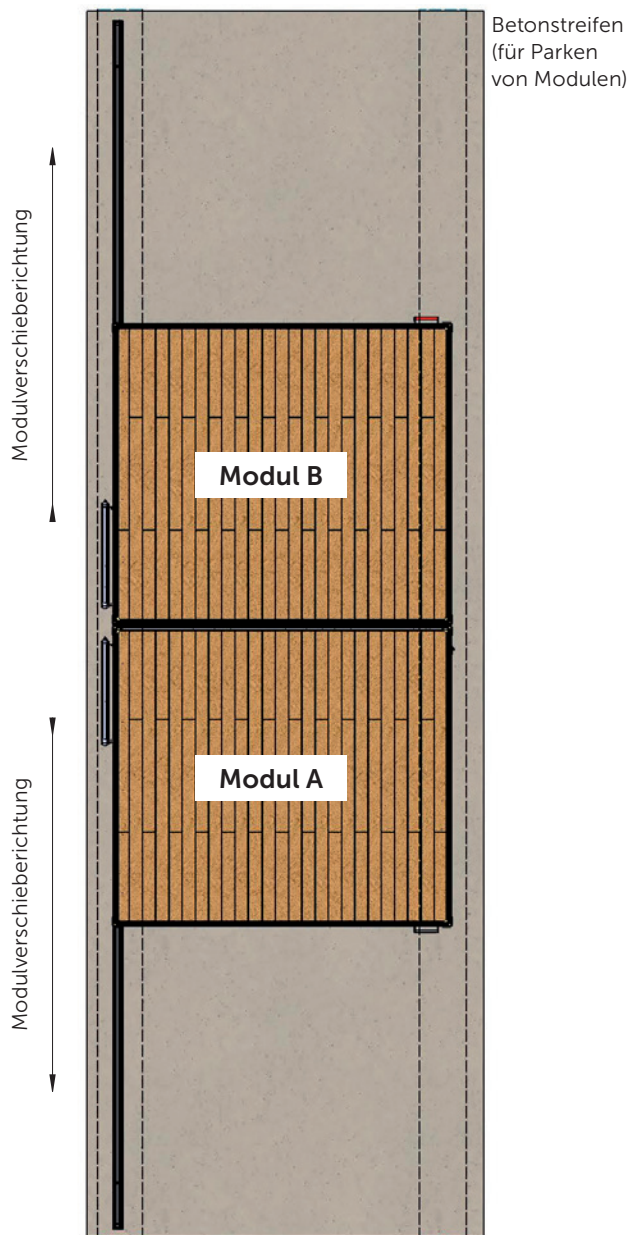 Betonstreifen
(für Parken
von Modulen)
Modulverschieberichtung
Modul B
Modul A
Modulverschieberichtung